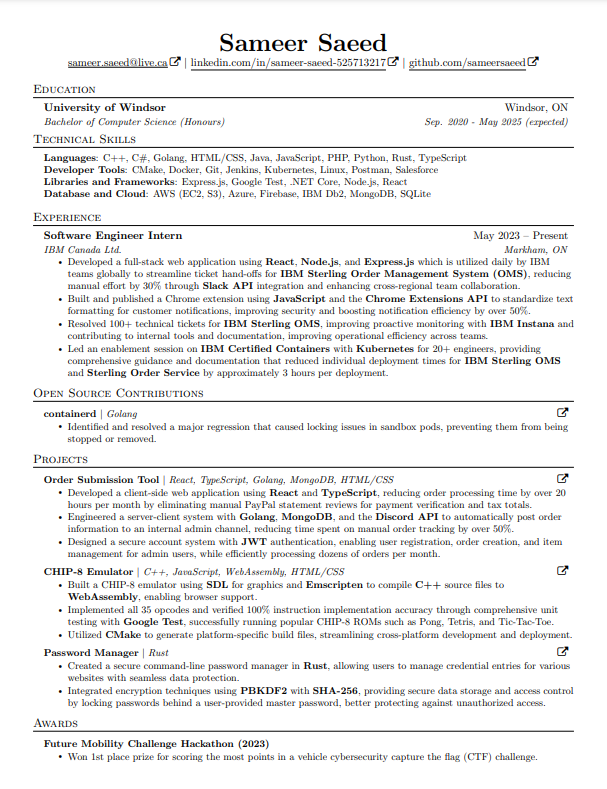 Sameer Saeed
sameer.saeed@live.ca | linkedin.com/in/sameer-saeed-525713217 | github.com/sameersaeed
Education
University of Windsor Windsor, ON
Bachelor of Computer Science (Honours) Sep. 2020 - May 2025 (expected)
Technical Skills
Languages: C++, C#, Golang, HTML/CSS, Java, JavaScript, PHP, Python, Rust, TypeScript
Developer Tools: CMake, Docker, Git, Jenkins, Kubernetes, Linux, Postman, Salesforce
Libraries and Frameworks: Express.js, Google Test, .NET Core, Node.js, React
Database and Cloud: AWS (EC2, S3), Azure, Firebase, IBM Db2, MongoDB, SQLite
Experience
Software Engineer Intern May 2023 – Present
IBM Canada Ltd. Markham, ON
• Developed a full-stack web application using React, Node.js, and Express.js which is utilized daily by IBM
teams globally to streamline ticket hand-offs for IBM Sterling Order Management System (OMS), reducing
manual effort by 30% through Slack API integration and enhancing cross-regional team collaboration.
• Built and published a Chrome extension using JavaScript and the Chrome Extensions API to standardize text
formatting for customer notifications, improving security and boosting notification efficiency by over 50%.
• Resolved 100+ technical tickets for IBM Sterling OMS, improving proactive monitoring with IBM Instana and
contributing to internal tools and documentation, improving operational efficiency across teams.
• Led an enablement session on IBM Certified Containers with Kubernetes for 20+ engineers, providing
comprehensive guidance and documentation that reduced individual deployment times for IBM Sterling OMS
and Sterling Order Service by approximately 3 hours per deployment.
Open Source Contributions
containerd | Golang
• Identified and resolved a major regression that caused locking issues in sandbox pods, preventing them from being
stopped or removed.
Projects
Order Submission Tool | React, TypeScript, Golang, MongoDB, HTML/CSS
• Developed a client-side web application using React and TypeScript, reducing order processing time by over 20
hours per month by eliminating manual PayPal statement reviews for payment verification and tax totals.
• Engineered a server-client system with Golang, MongoDB, and the Discord API to automatically post order
information to an internal admin channel, reducing time spent on manual order tracking by over 50%.
• Designed a secure account system with JWT authentication, enabling user registration, order creation, and item
management for admin users, while efficiently processing dozens of orders per month.
CHIP-8 Emulator | C++, JavaScript, WebAssembly, HTML/CSS
• Built a CHIP-8 emulator using SDL for graphics and Emscripten to compile C++ source files to
WebAssembly, enabling browser support.
• Implemented all 35 opcodes and verified 100% instruction implementation accuracy through comprehensive unit
testing with Google Test, successfully running popular CHIP-8 ROMs such as Pong, Tetris, and Tic-Tac-Toe.
• Utilized CMake to generate platform-specific build files, streamlining cross-platform development and deployment.
Password Manager | Rust
• Created a secure command-line password manager in Rust, allowing users to manage credential entries for various
websites with seamless data protection.
• Integrated encryption techniques using PBKDF2 with SHA-256, providing secure data storage and access control
by locking passwords behind a user-provided master password, better protecting against unauthorized access.
Awards
Future Mobility Challenge Hackathon (2023)
• Won 1st place prize for scoring the most points in a vehicle cybersecurity capture the flag (CTF) challenge.